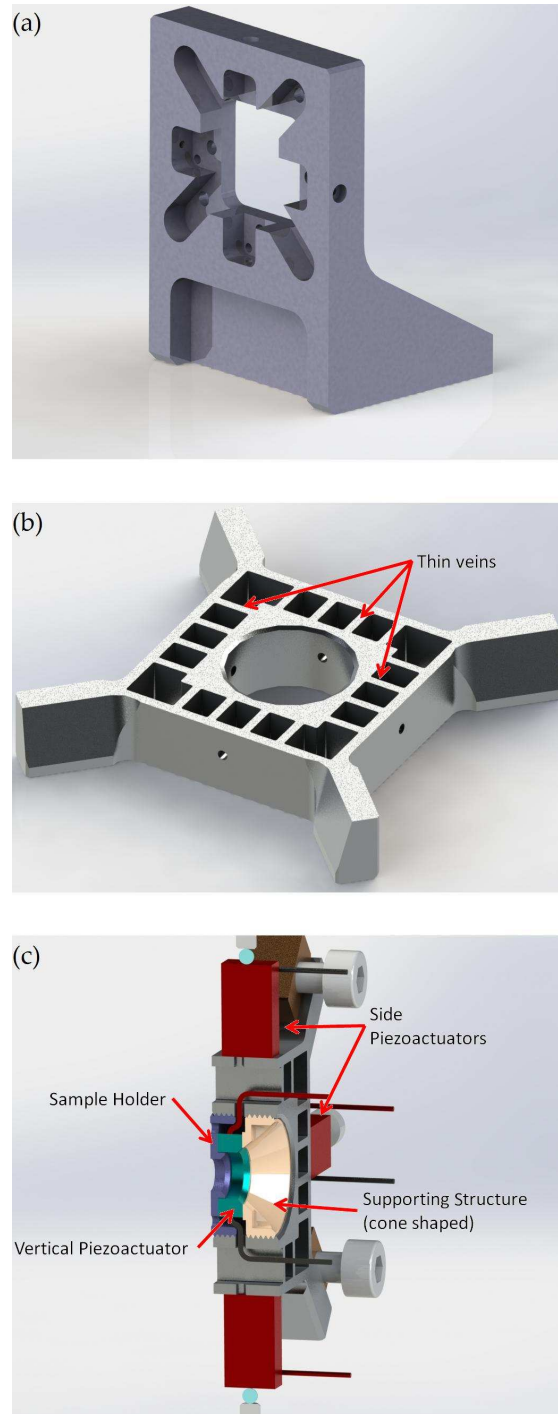 (a)
(b)
Thin veins
(c)
Side
Piezoactuators
Sample Holder
Supporting Structure
(cone shaped)
Vertical Piezoactuator